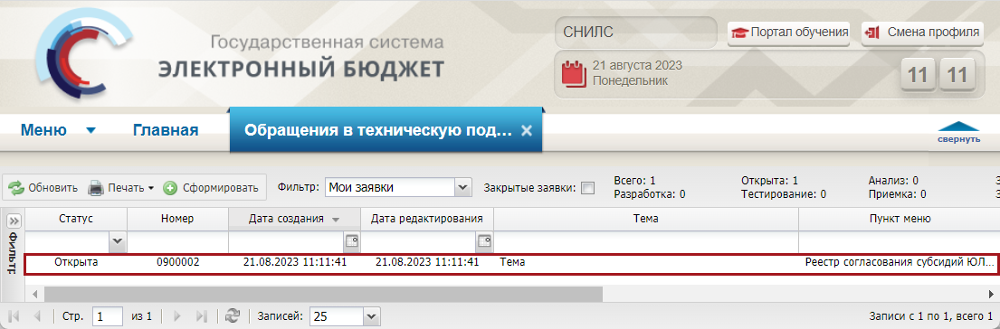 Государственная система
ЭЛЕКТРОННЫЙ БЮДЖЕТ
СНИЛС
Портал обучения
Смена профиля
21 августа 2023
Понедельник
11 11
Меню
Главная
Обращения в техническую под...
свернуть
Обновить
Печать
Сформировать
Фильтр:
Мои заявки
Закрытые заявки:
Всего: 1
Открыта: 1
Анализ: 0
Разработка: 0
Тестирование: 0
Приемка: 0
Фильтр:
Статус
Номер
Дата создания
Дата редактирования
Тема
Пункт меню
Открыта
0900002
21.08.2023 11:11:41
21.08.2023 11:11:41
Тема
Реестр согласования субсидий ЮЛ...
Стр.
1
из 1
Записей:
25
Записи с 1 по 1, всего 1